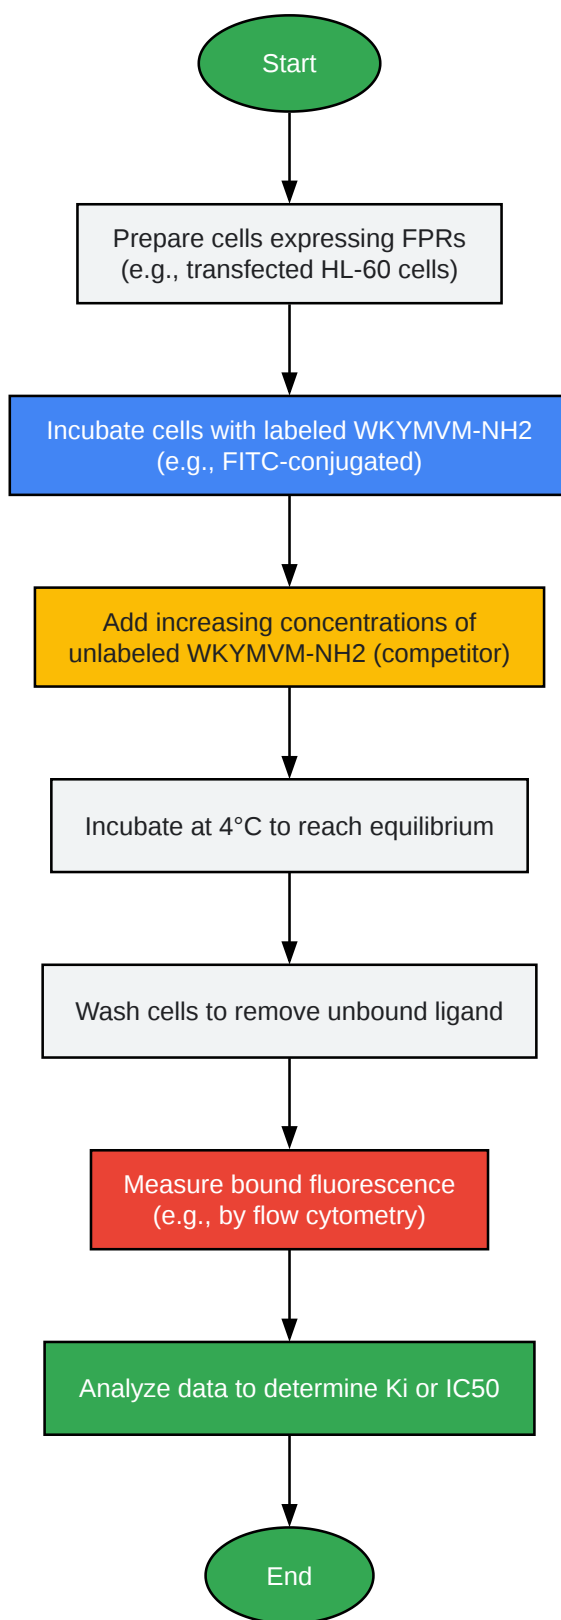 Start
Prepare cells expressing FPRs
(e.g., transfected HL-60 cells)
Incubate cells with labeled WKYMVM-NH2
(e.g., FITC-conjugated)
Add increasing concentrations of
unlabeled WKYMVM-NH2 (competitor)
Incubate at 4°C to reach equilibrium
Wash cells to remove unbound ligand
Measure bound fluorescence
(e.g., by flow cytometry)
Analyze data to determine Ki or IC50
End